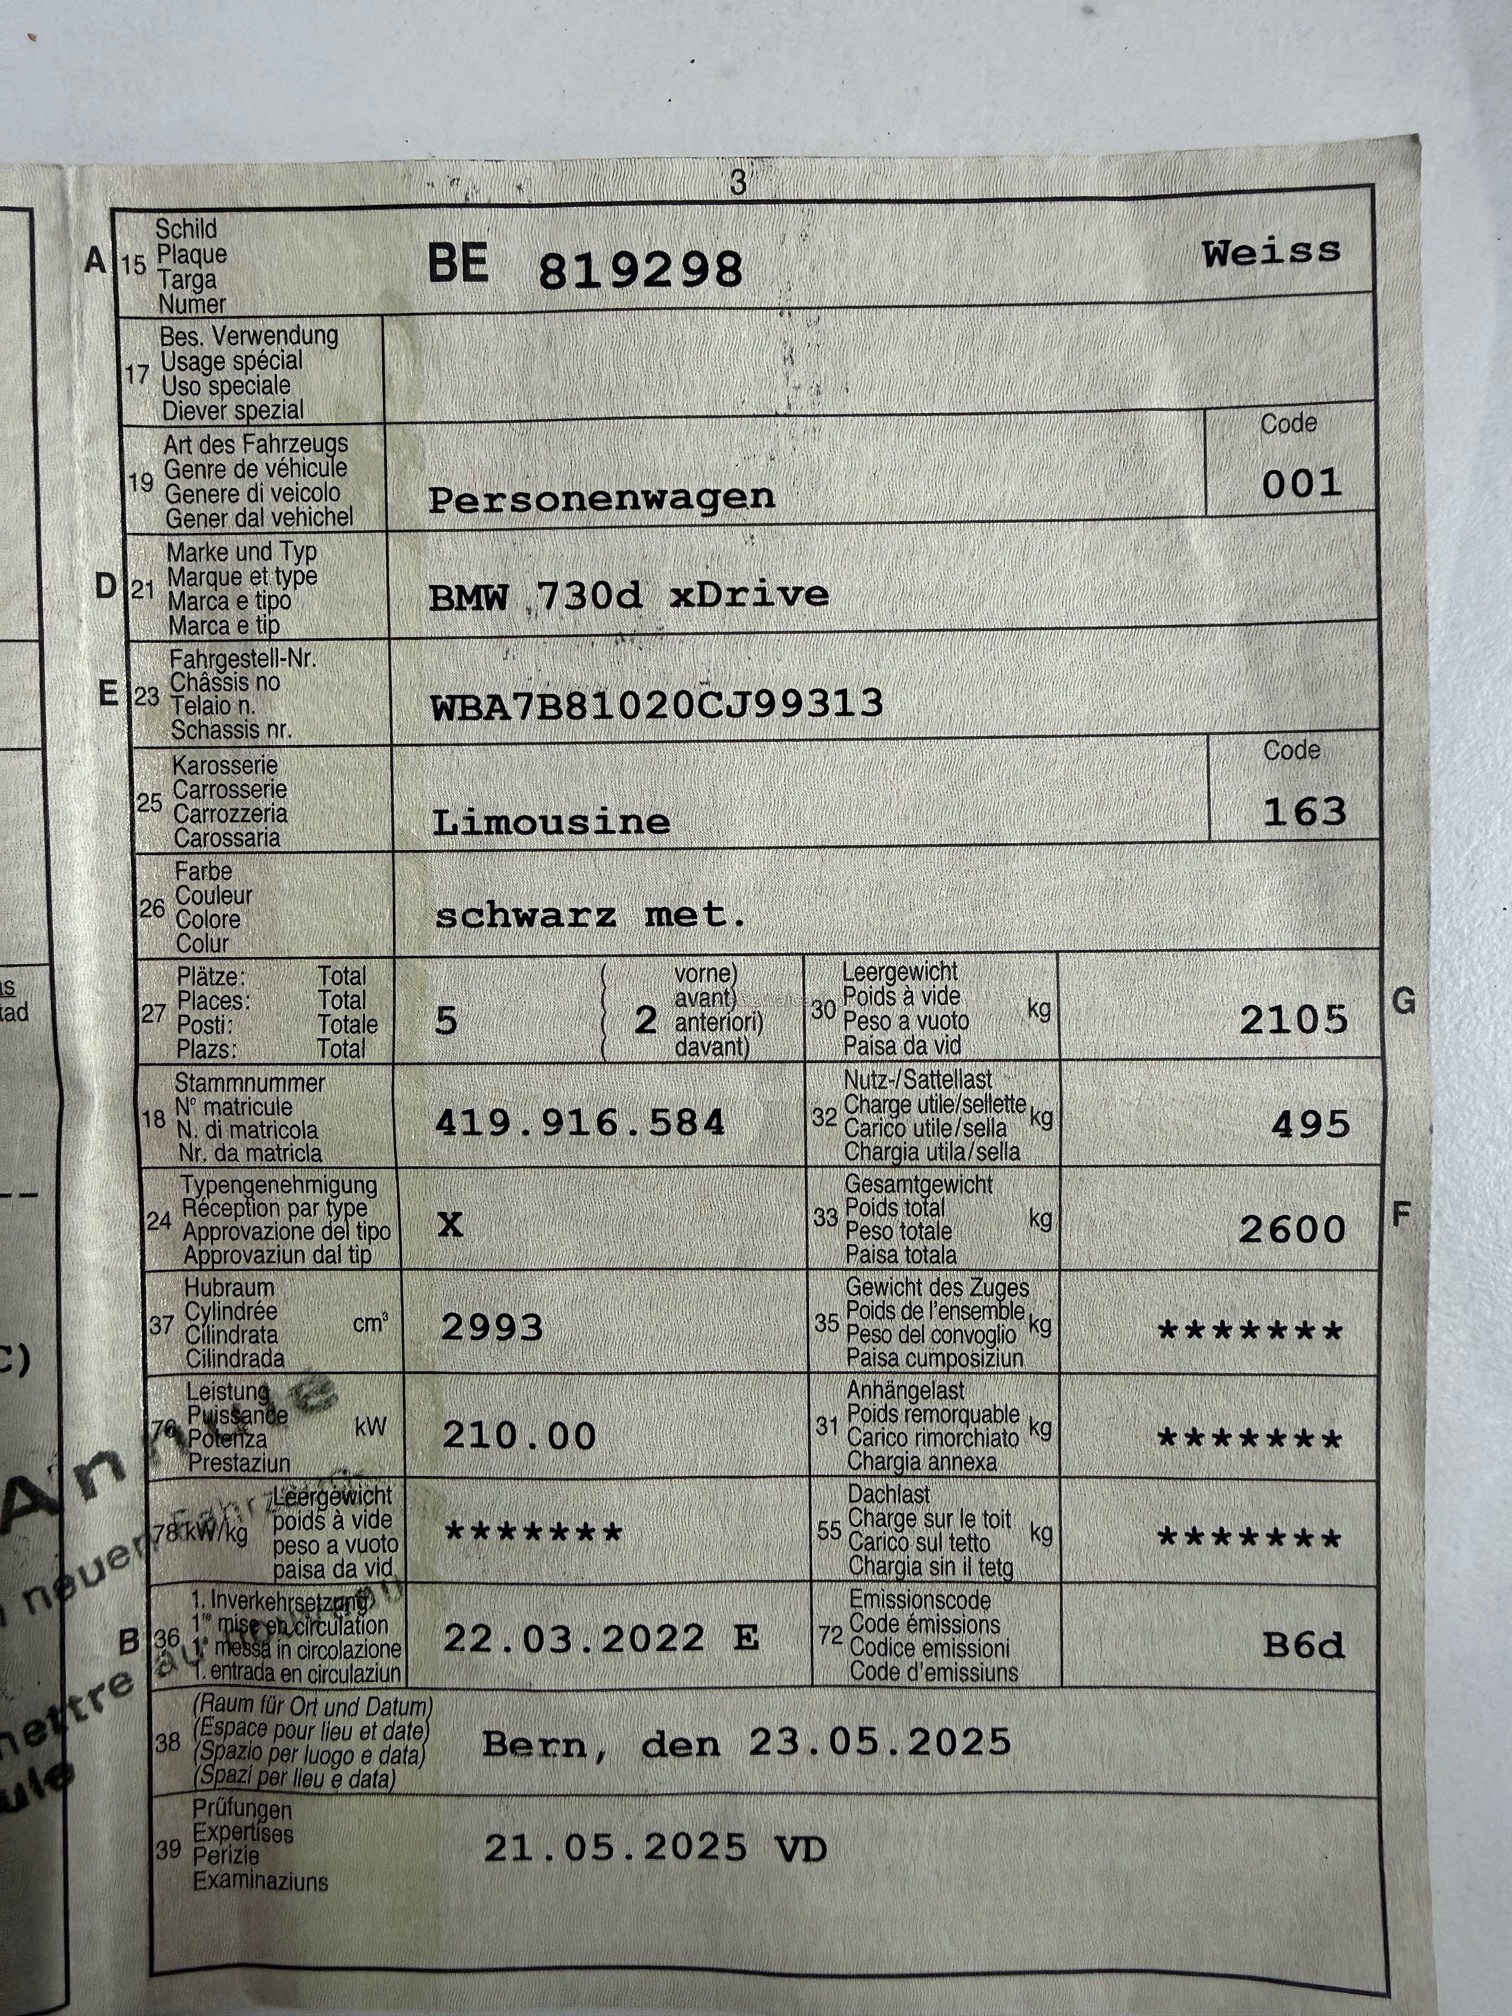 3
A 15 Schild
Plaque
Targa
Numer
BE 819298 Weiss
17 Bes. Verwendung
Usage spécial
Uso speciale
Diever spezial
19 Art des Fahrzeugs
Genre de véhicule
Genere di veicolo
Gener dal vehichel
Personenwagen
Code
001
D 21 Marke und Typ
Marque et type
Marca e tipo
Marca e tip
BMW 730d xDrive
E 23 Fahrgestell-Nr.
Châssis no
Telaio n.
Schassis nr.
WBA7B81020CJ99313
25 Karosserie
Carrosserie
Carrozzeria
Carossaria
Limousine
Code
163
26 Farbe
Couleur
Colore
Colur
schwarz met.
27 Plätze: Total
Places: Total
Posti: Totale
Plazs: Total
5 ( 2 vorne)
avant)
anteriori)
davant)
30 Leergewicht
Poids à vide kg
Peso a vuoto
Paisa da vid
2105 G
18 Stammnummer
N° matricule
N. di matricola
Nr. da matricla
419.916.584
32 Nutz-/Sattellast
Charge utile/sellette kg
Carico utile/sella
Chargia utila/sella
495
24 Typengenehmigung
Réception par type
Approvazione del tipo
Approvaziun dal tip
X
33 Gesamtgewicht
Poids total kg
Peso totale
Paisa totala
2600 F
37 Hubraum
Cylindrée cm³
Cilindrata
Cilindrada
2993
35 Gewicht des Zuges
Poids de l'ensemble kg
Peso del convoglio
Paisa cumposiziun
*******
76 Leistung
Puissance kW
Potenza
Prestaziun
210.00
31 Anhängelast
Poids remorquable kg
Carico rimorchiato
Chargia annexa
*******
78 kW/kg Leergewicht
poids à vide
peso a vuoto
paisa da vid
*******
55 Dachlast
Charge sur le toit kg
Carico sul tetto
Chargia sin il tetg
*******
B 36 1. Inverkehrsetzung
1re mise en circulation
1a messa in circolazione
1. entrada en circulaziun
22.03.2022 E
72 Emissionscode
Code émissions
Codice emissioni
Code d'emissiuns
B6d
38 (Raum für Ort und Datum)
(Espace pour lieu et date)
(Spazio per luogo e data)
(Spazi per lieu e data)
Bern, den 23.05.2025
39 Prüfungen
Expertises
Perizie
Examinaziuns
21.05.2025 VD